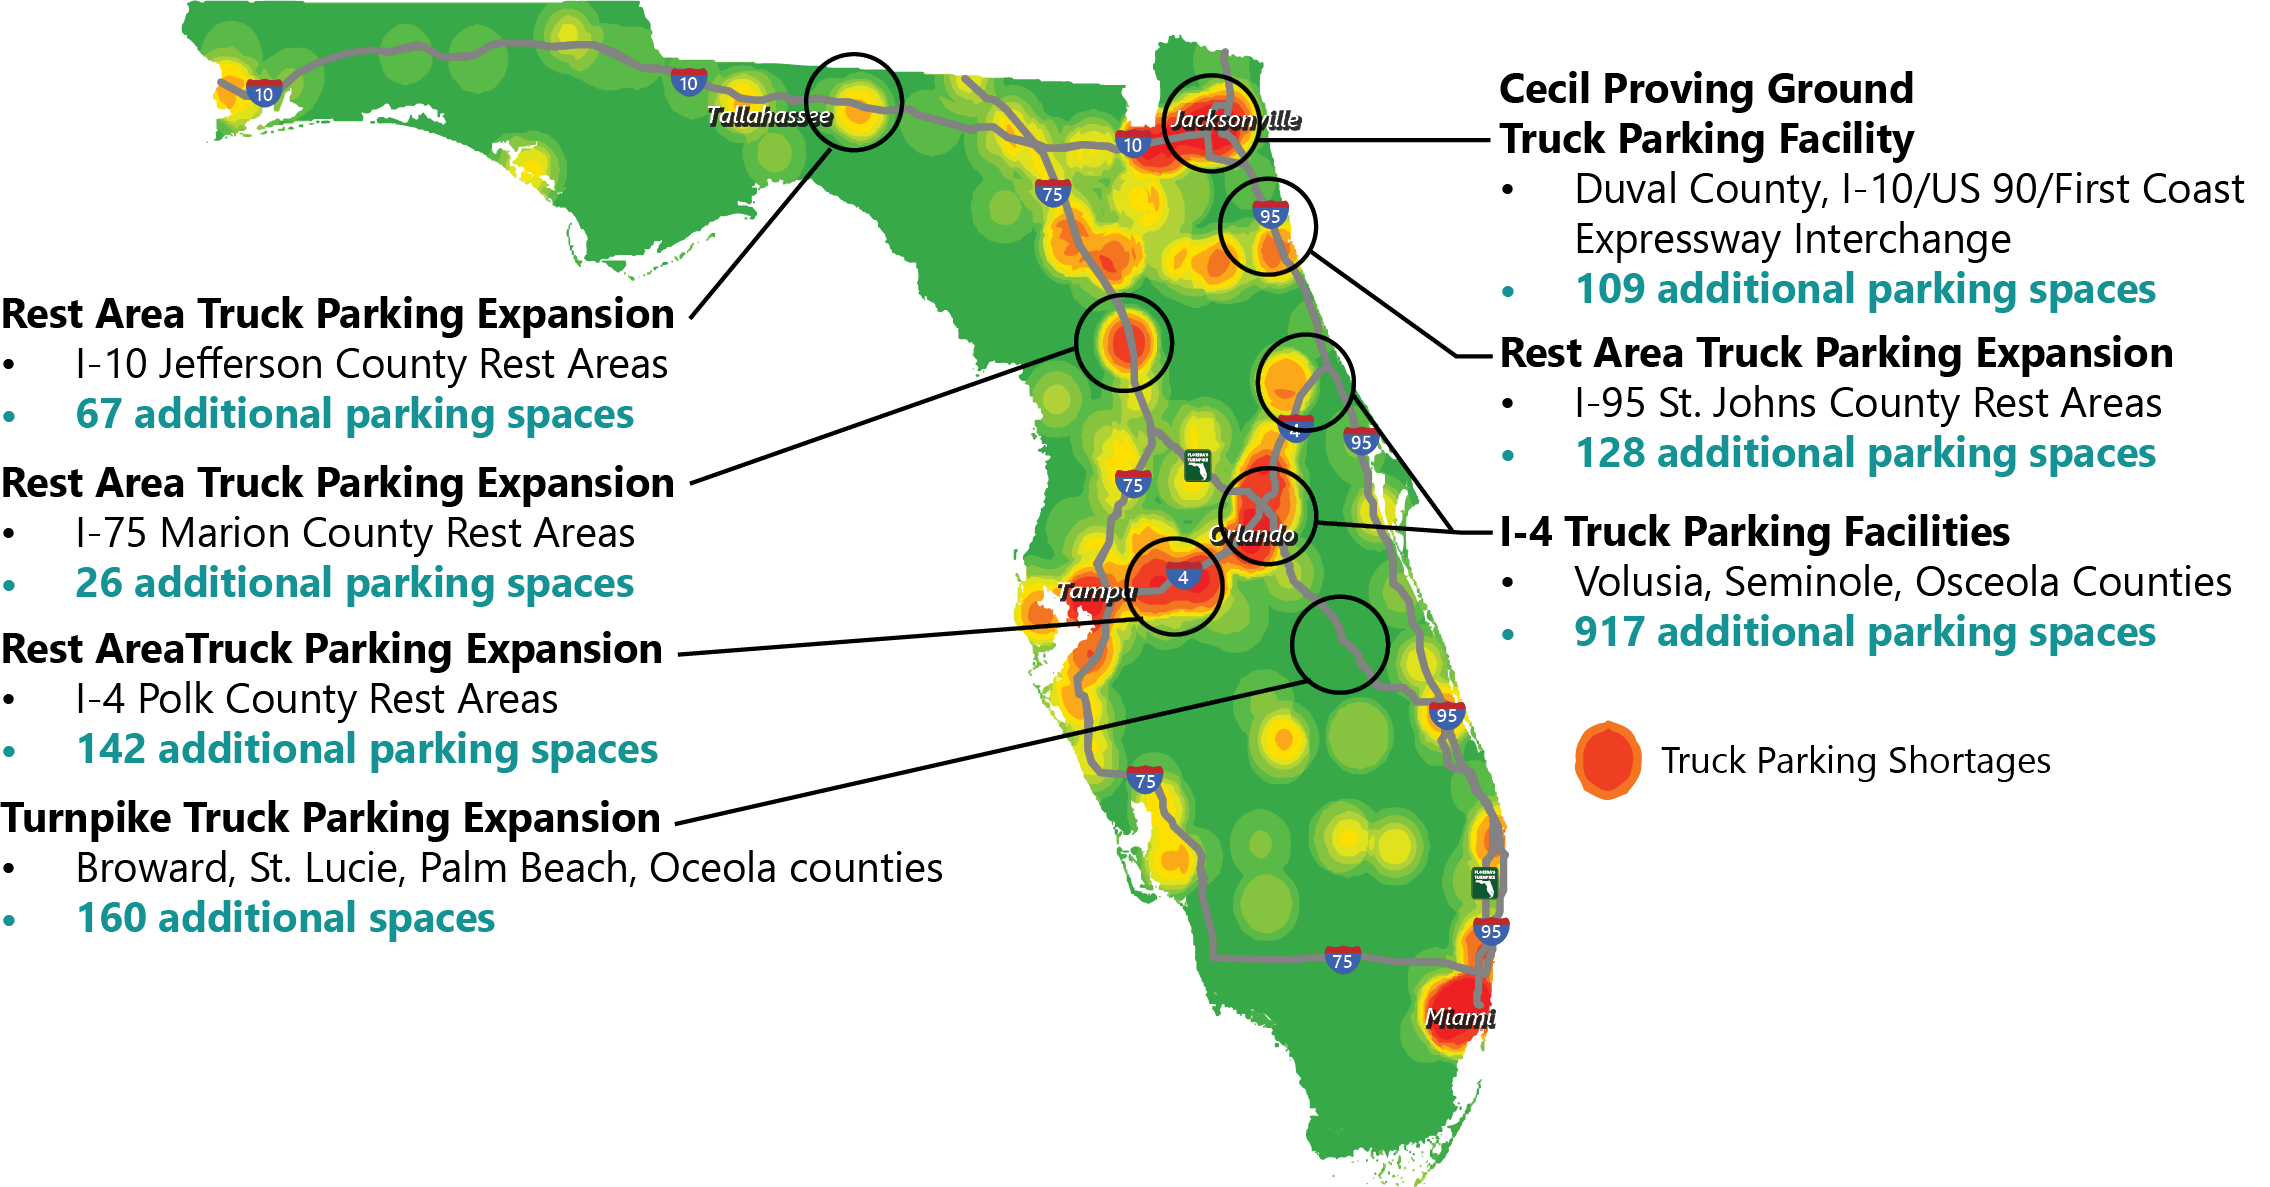 Rest Area Truck Parking Expansion
• I-10 Jefferson County Rest Areas
• 67 additional parking spaces
Rest Area Truck Parking Expansion
• I-75 Marion County Rest Areas
• 26 additional parking spaces
Rest AreaTruck Parking Expansion
• I-4 Polk County Rest Areas
• 142 additional parking spaces
Turnpike Truck Parking Expansion
• Broward, St. Lucie, Palm Beach, Oceola counties
• 160 additional spaces
10
10
Tallahassee
10
Jacksonville
75
95
4
95
FLORIDA'S
TURNPIKE
75
Orlando
4
Tampa
95
75
FLORIDA'S
TURNPIKE
95
75
Miami
Cecil Proving Ground
Truck Parking Facility
• Duval County, I-10/US 90/First Coast
Expressway Interchange
• 109 additional parking spaces
Rest Area Truck Parking Expansion
• I-95 St. Johns County Rest Areas
• 128 additional parking spaces
I-4 Truck Parking Facilities
• Volusia, Seminole, Osceola Counties
• 917 additional parking spaces
Truck Parking Shortages